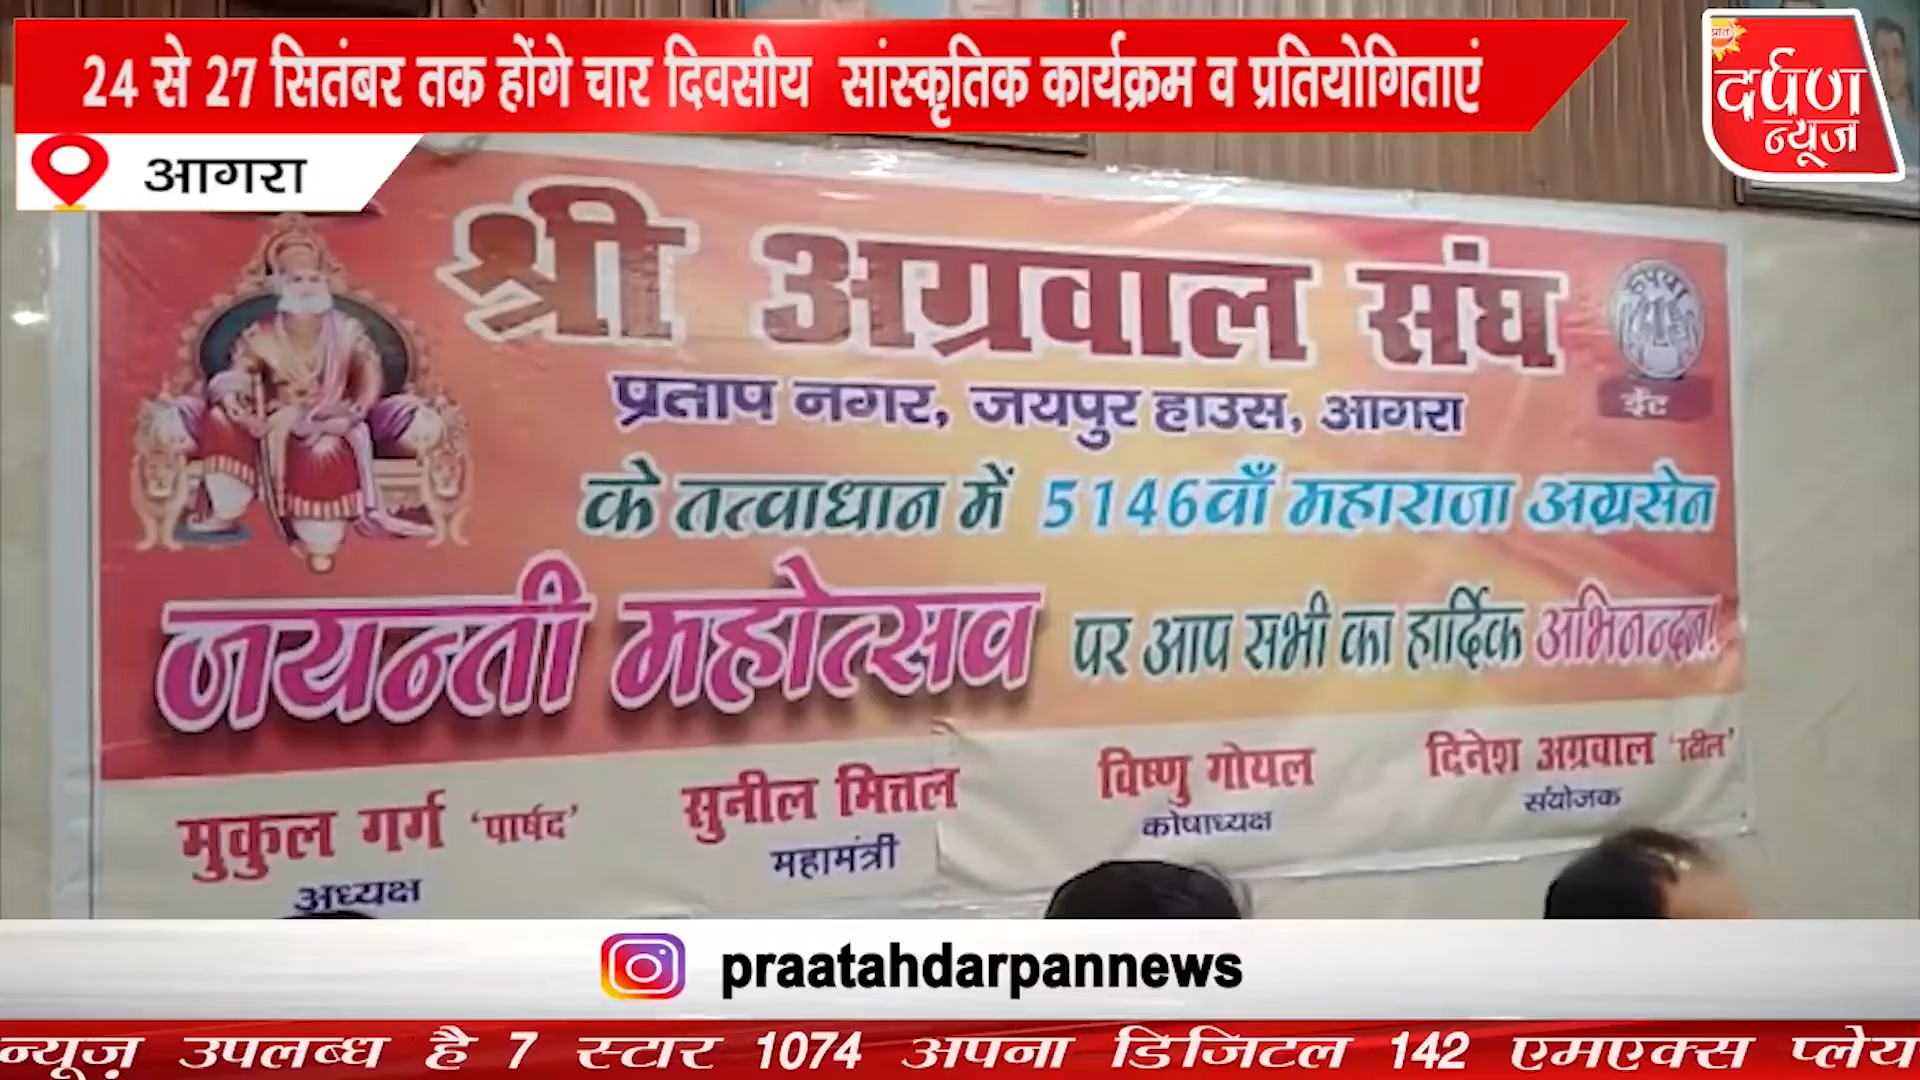 24 से 27 सितंबर तक होंगे चार दिवसीय सांस्कृतिक कार्यक्रम व प्रतियोगिताएं
प्रातः
दर्पण
न्यूज
आगरा
श्री अग्रवाल संघ
प्रताप नगर, जयपुर हाउस, आगरा
के तत्वाधान में 5146वाँ महाराजा अग्रसेन
जयन्ती महोत्सव पर आप सभी का हार्दिक अभिनन्दन!
ईंट
मुकुल गर्ग 'पार्षद'
अध्यक्ष
सुनील मित्तल
महामंत्री
विष्णु गोयल
कोषाध्यक्ष
दिनेश अग्रवाल
संयोजक
praatahdarpannews
न्यूज़ उपलब्ध है 7 स्टार 1074 अपना डिजिटल 142 एमएक्स प्लेय